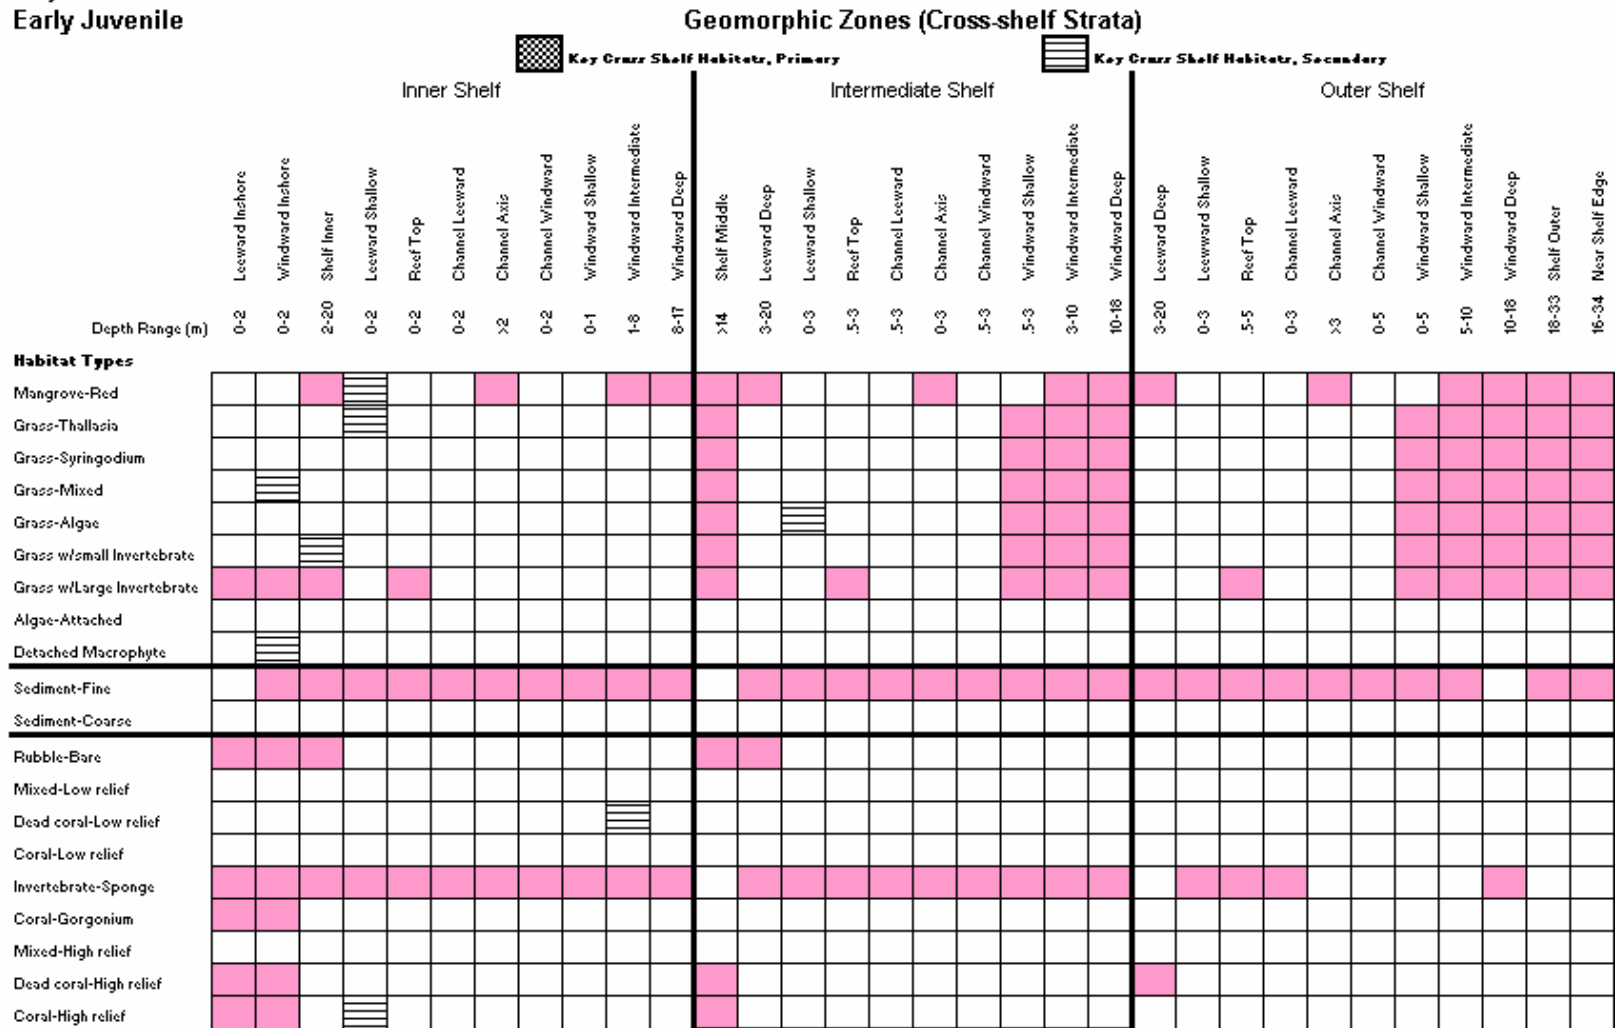 Early Juvenile
Geomorphic Zones (Cross-shelf Strata)
Key Cross Shelf Habitats, Primary
Key Cross Shelf Habitats, Secondary
Inner Shelf
Intermediate Shelf
Outer Shelf
Leeward Inshore
Windward Inshore
Shelf Inner
Leeward Shallow
Reef Top
Channel Leeward
Channel Axis
Channel Windward
Windward Shallow
Windward Intermediate
Windward Deep
Shelf Middle
Leeward Deep
Leeward Shallow
Reef Top
Channel Leeward
Channel Axis
Channel Windward
Windward Shallow
Windward Intermediate
Windward Deep
Leeward Deep
Leewward Shallow
Reef Top
Channel Leeward
Channel Axis
Channel Windward
Windward Shallow
Windward Intermediate
Windward Deep
Shelf Outer
Near Shelf Edge
Depth Range (m) 0-2 0-2 2-20 0-2 0-2 0-2 >2 0-2 0-1 1-8 8-17 >14 3-20 0-3 .5-3 .5-3 0-3 .5-3 .5-3 3-10 10-18 3-20 0-3 .5-5 0-3 >3 0-5 0-5 5-10 10-18 18-33 16-34
Habitat Types
Mangrove-Red
Grass-Thallasia
Grass-Syringodium
Grass-Mixed
Grass-Algae
Grass w/small Invertebrate
Grass w/Large Invertebrate
Algae-Attached
Detached Macrophyte
Sediment-Fine
Sediment-Coarse
Rubble-Bare
Mixed-Low relief
Dead coral-Low relief
Coral-Low relief
Invertebrate-Sponge
Coral-Gorgonium
Mixed-High relief
Dead coral-High relief
Coral-High relief